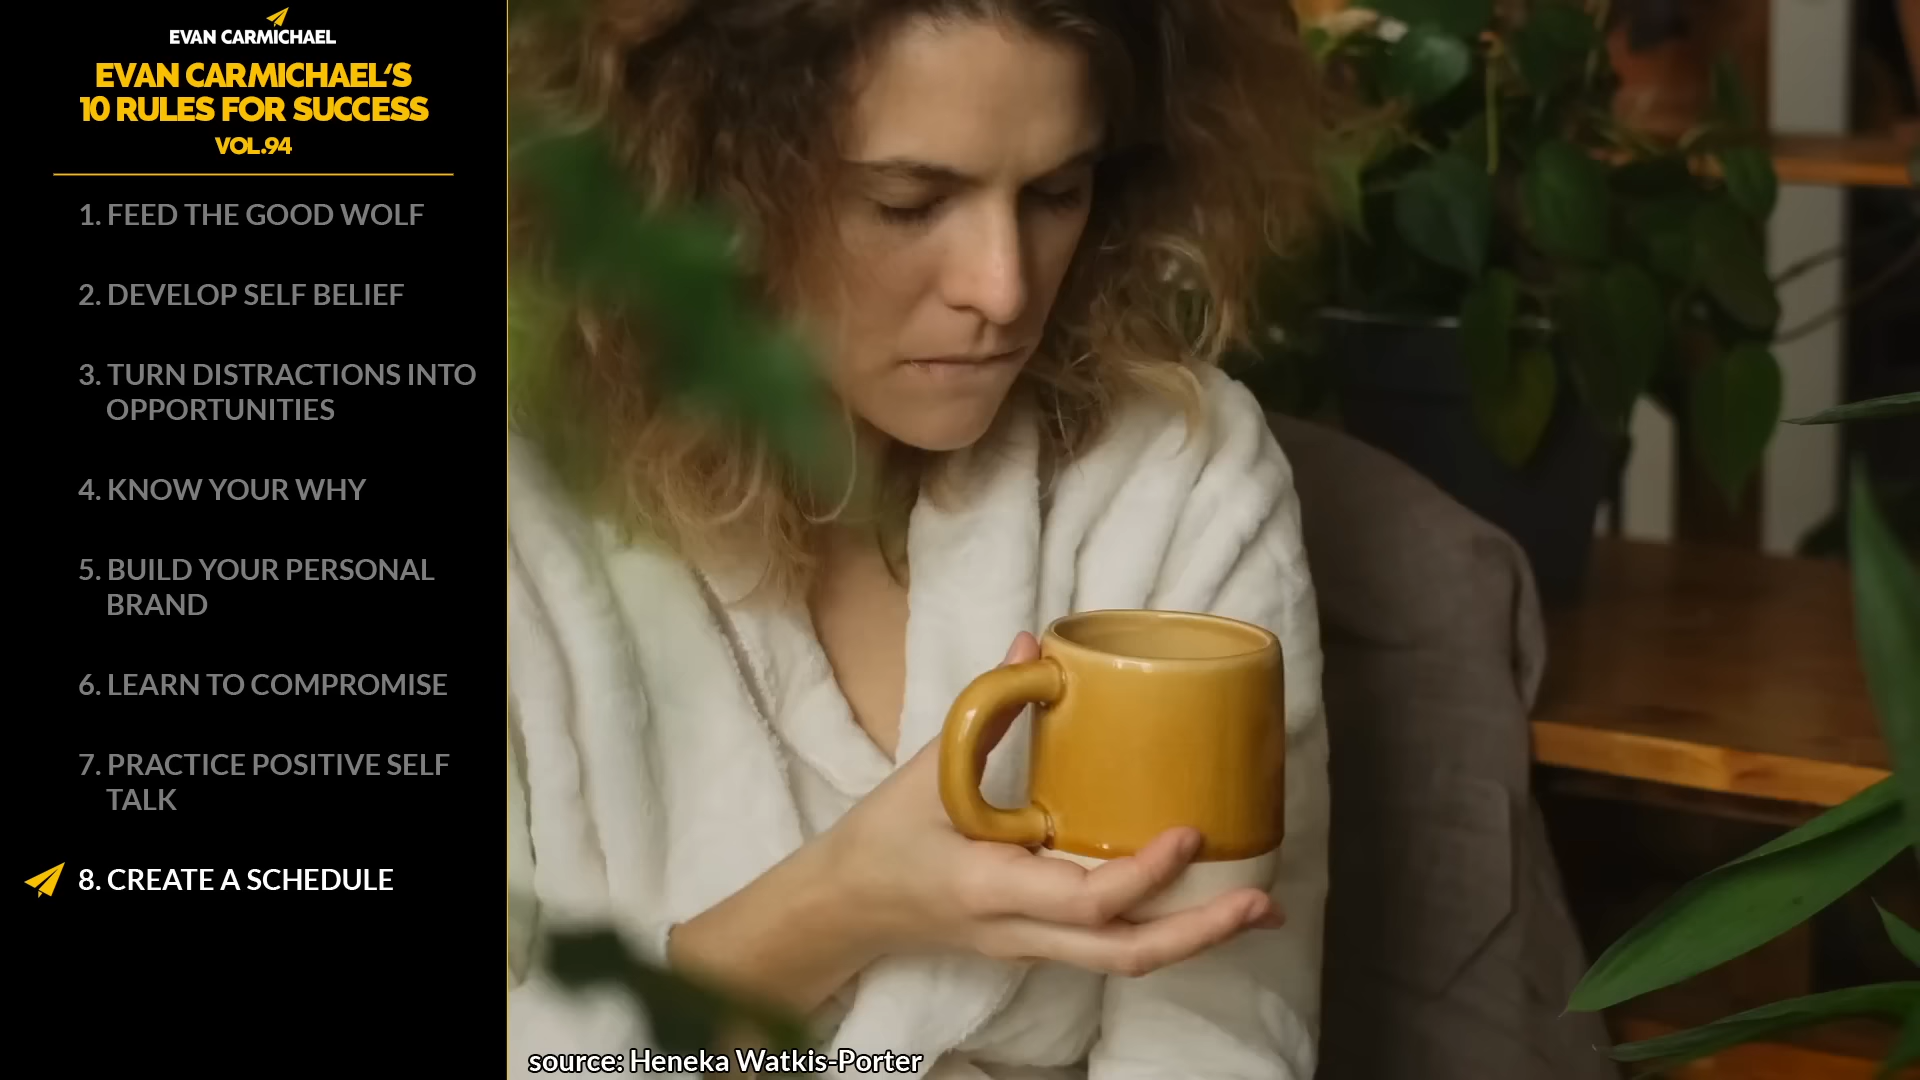 EVAN CARMICHAEL
EVAN CARMICHAEL'S
10 RULES FOR SUCCESS
VOL.94
1. FEED THE GOOD WOLF
2. DEVELOP SELF BELIEF
3. TURN DISTRACTIONS INTO
OPPORTUNITIES
4. KNOW YOUR WHY
5. BUILD YOUR PERSONAL
BRAND
6. LEARN TO COMPROMISE
7. PRACTICE POSITIVE SELF
TALK
8. CREATE A SCHEDULE
source: Heneka Watkis-Porter